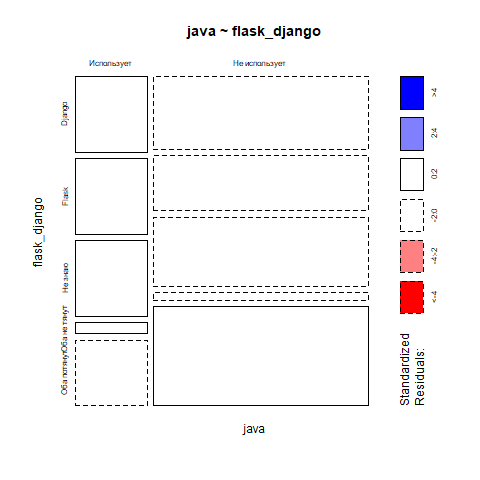 java ~ flask_django
Использует
Не использует
Django
Flask
Не знаю
Оба не тянут
Оба потянут
flask_django
java
>4
2:4
0:2
-2:0
-4:-2
<-4
Standardized
Residuals: